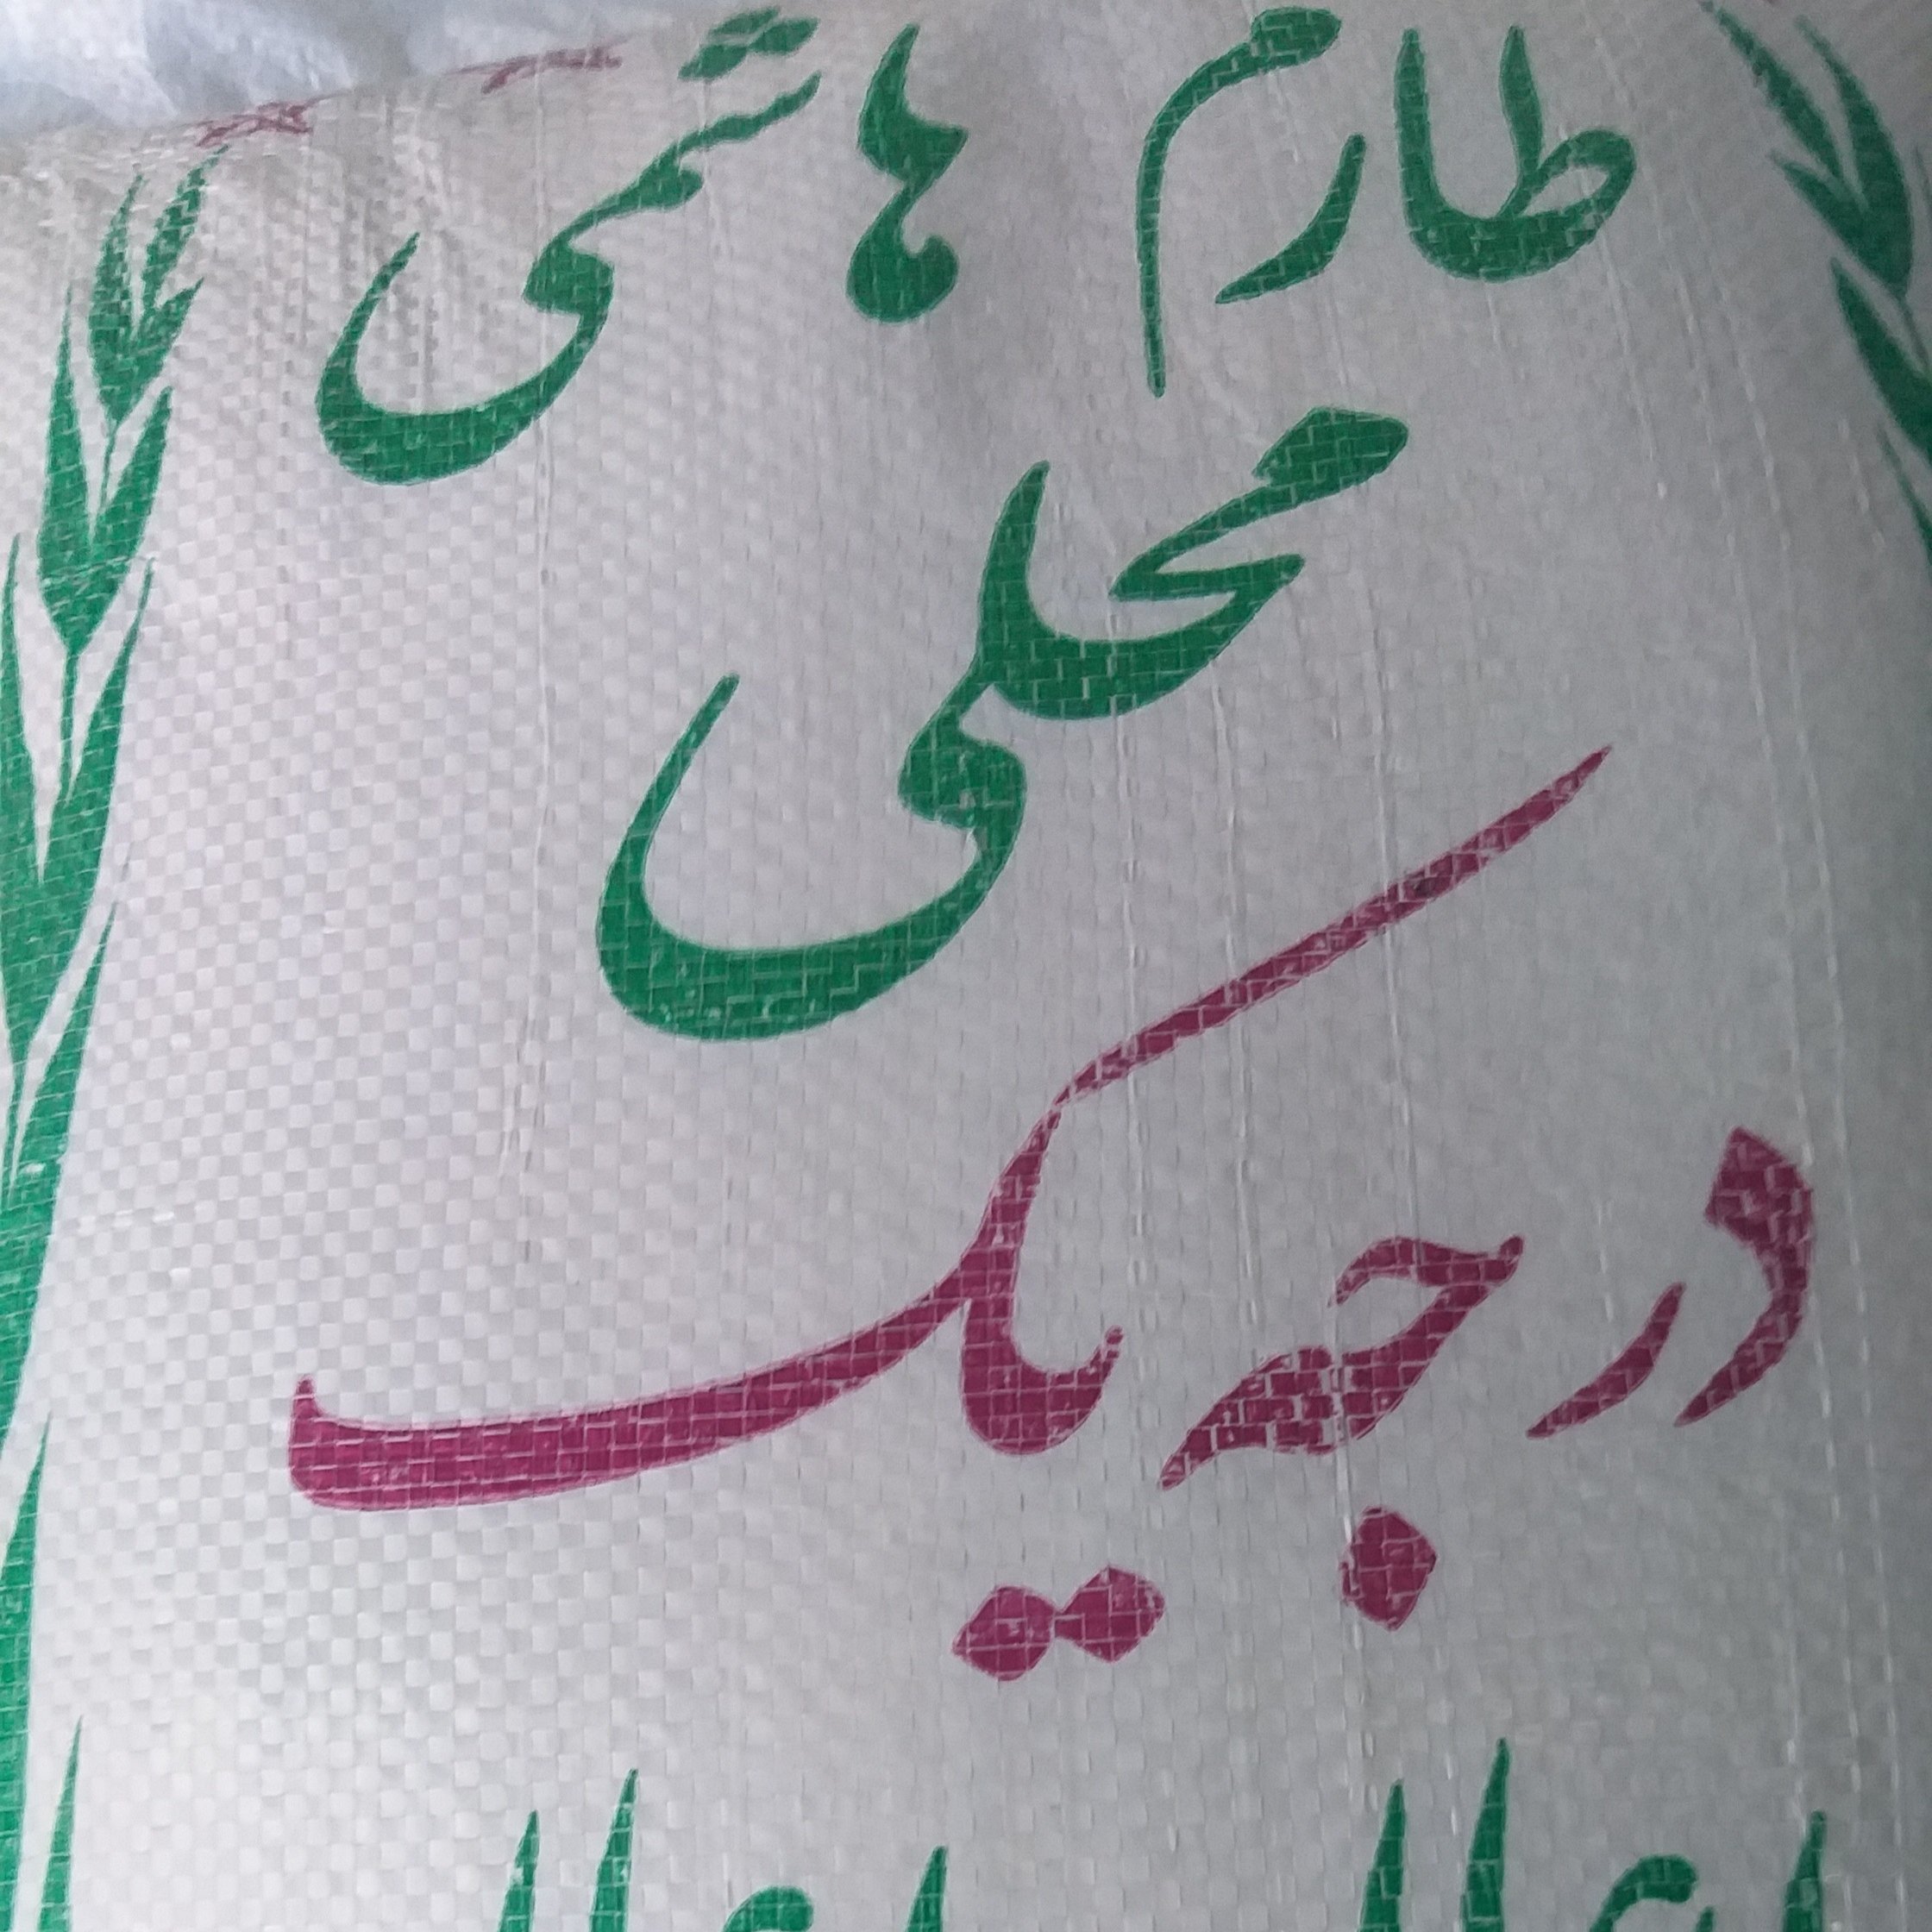 طارم هاشمی
محلی
درجه یک